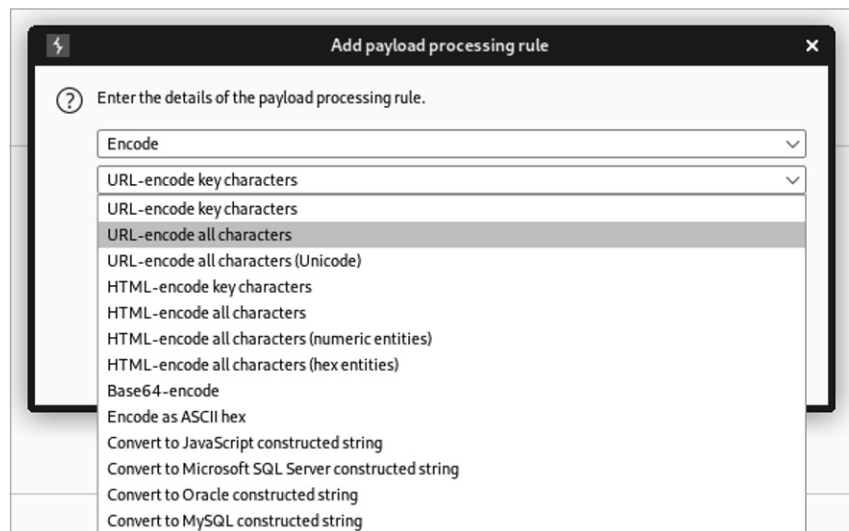 Add payload processing rule
Enter the details of the payload processing rule.
Encode
URL-encode key characters
URL-encode key characters
URL-encode all characters
URL-encode all characters (Unicode)
HTML-encode key characters
HTML-encode all characters
HTML-encode all characters (numeric entities)
HTML-encode all characters (hex entities)
Base64-encode
Encode as ASCII hex
Convert to JavaScript constructed string
Convert to Microsoft SQL Server constructed string
Convert to Oracle constructed string
Convert to MySQL constructed string